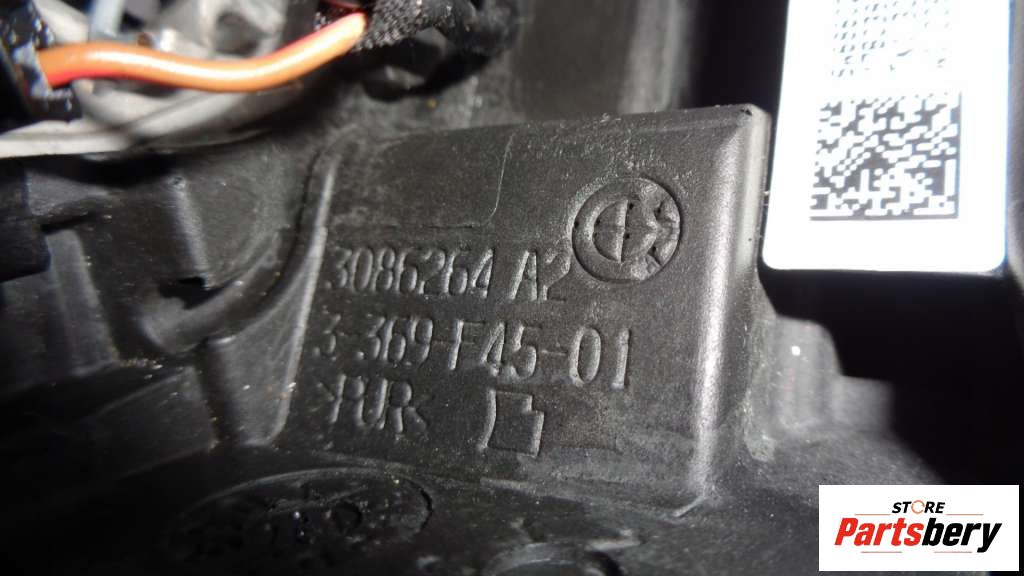 3086264 A2
3-369-F45-01
>PUR<
STORE
Partsbery